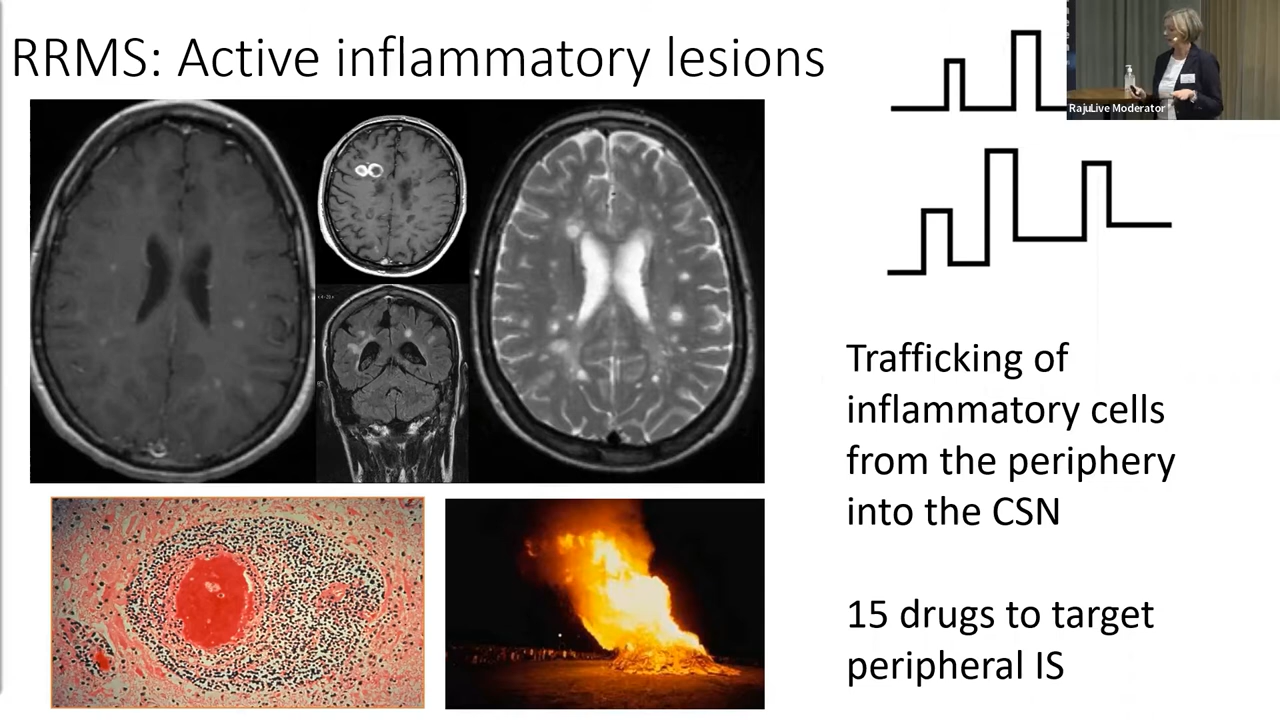 RRMS: Active inflammatory lesions
RajuLive Moderator
Trafficking of
inflammatory cells
from the periphery
into the CSN
15 drugs to target
peripheral IS